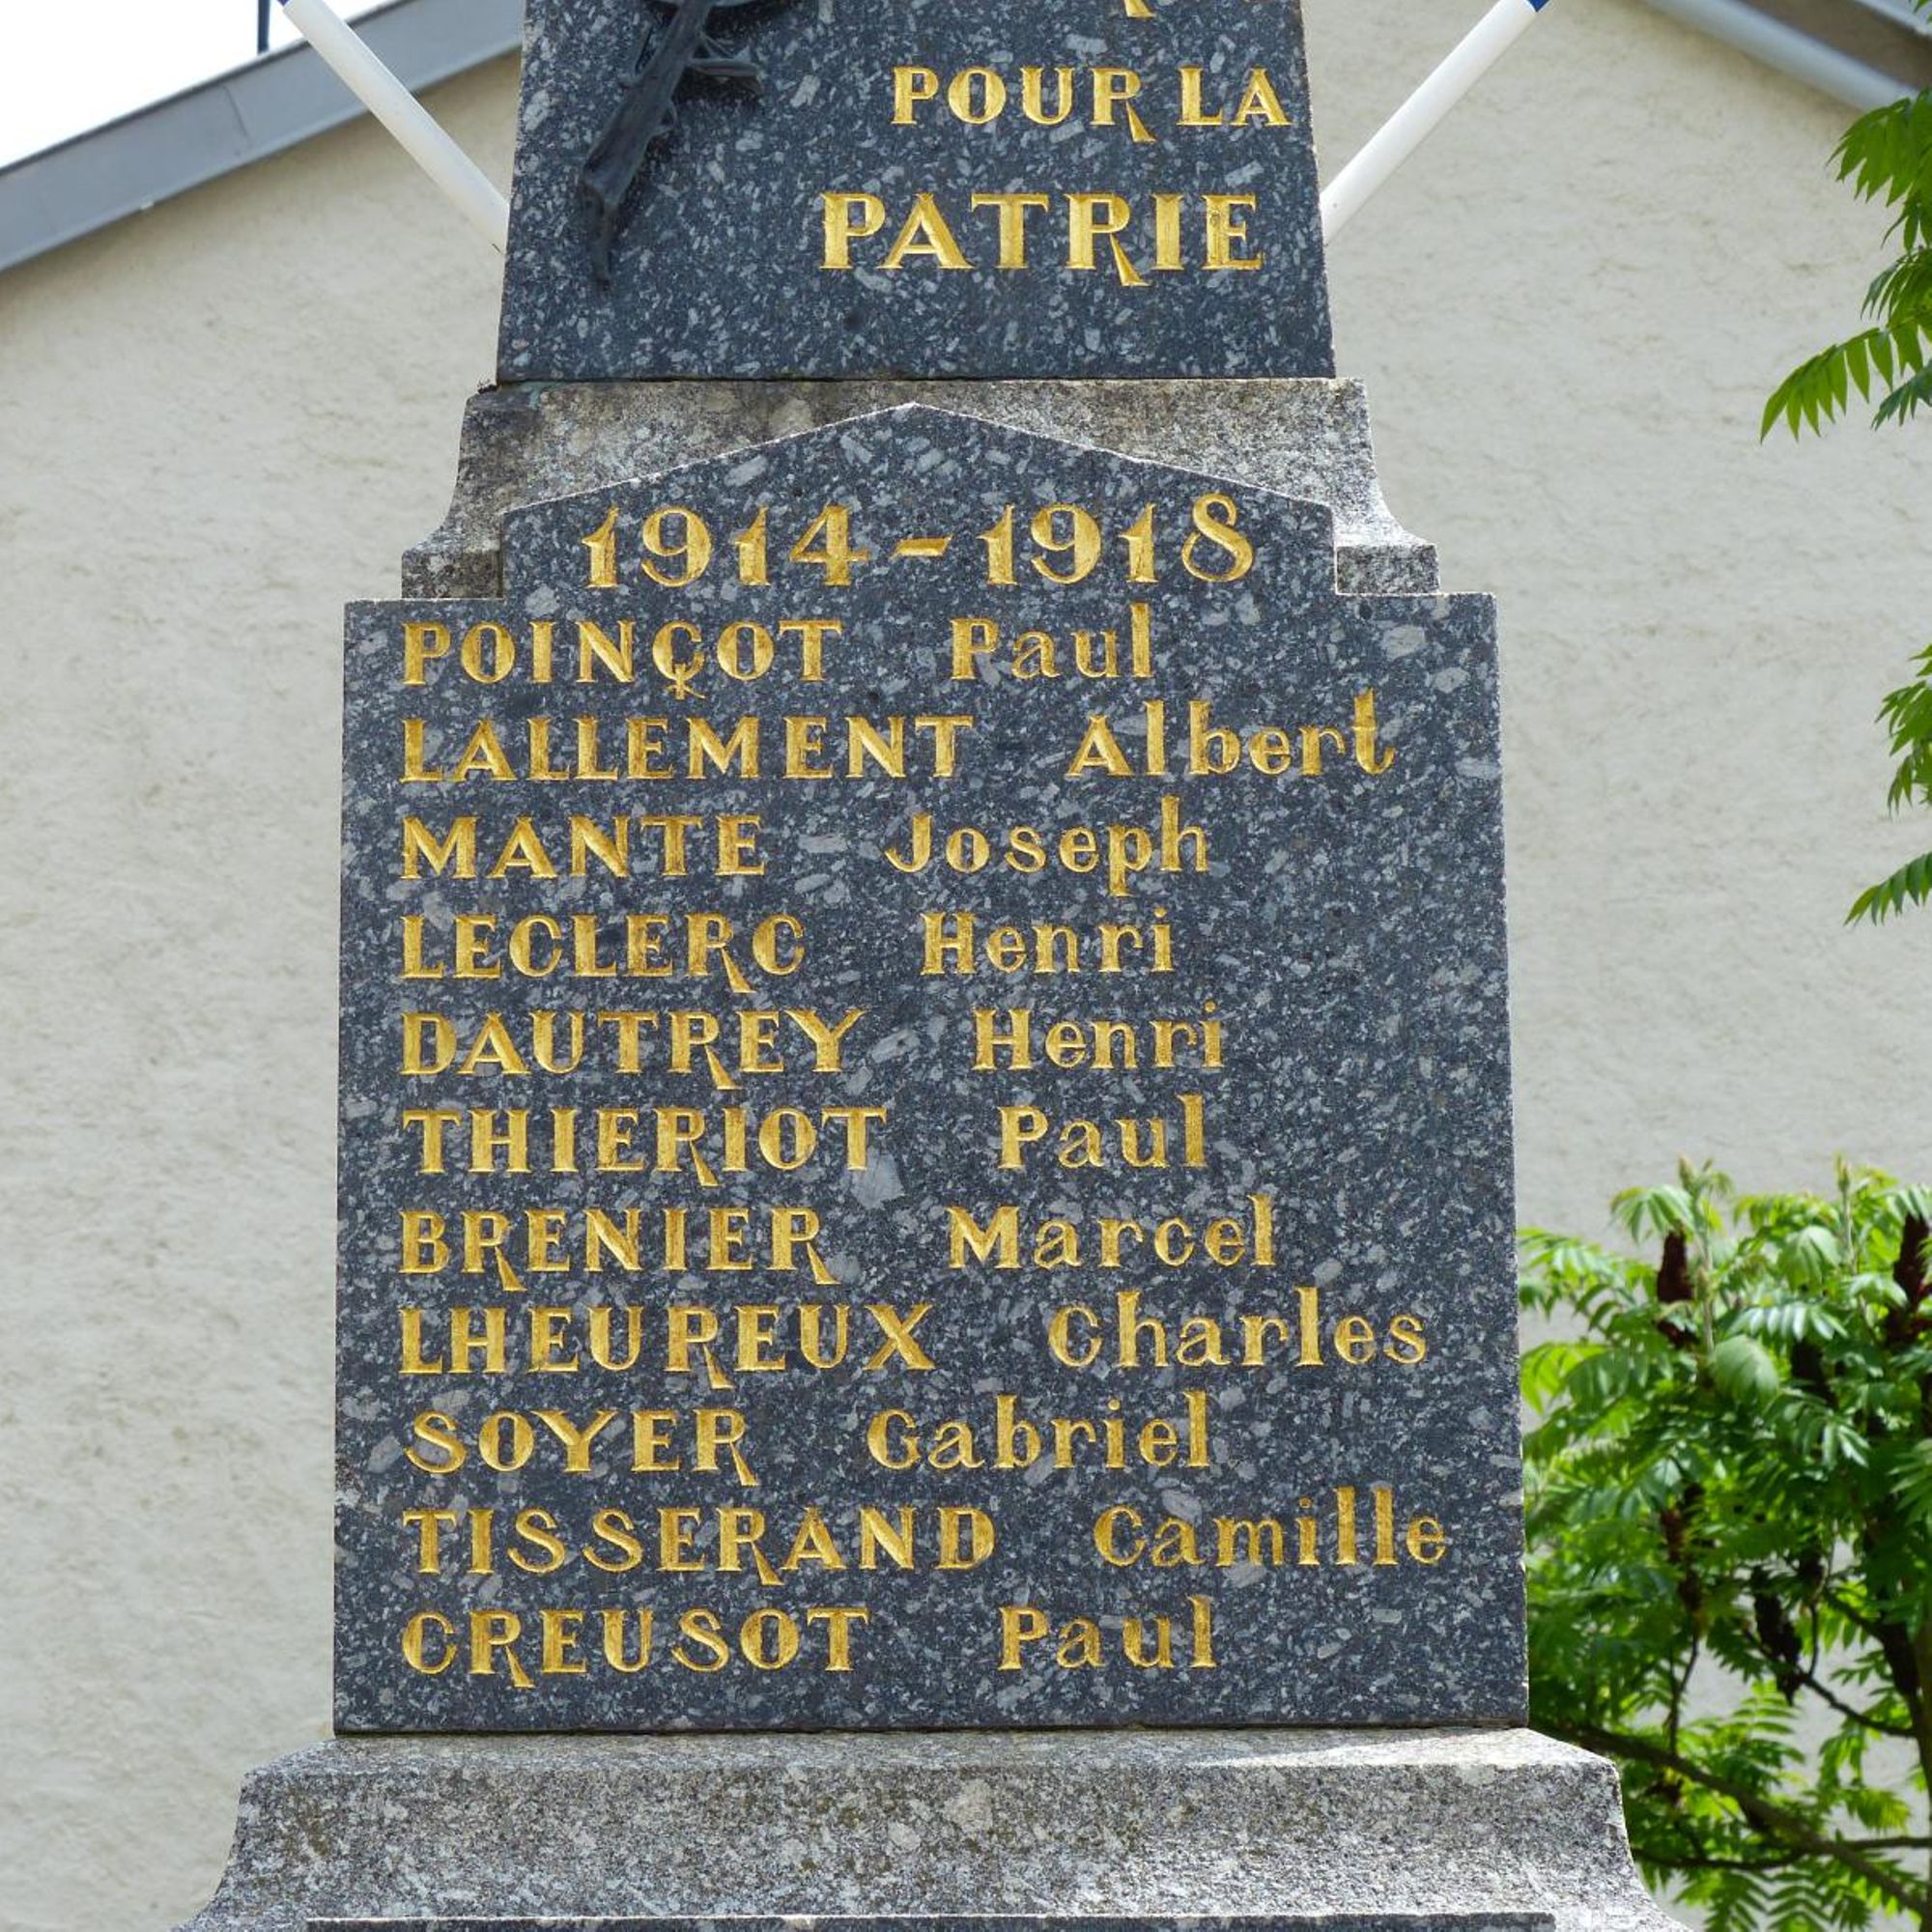 POUR LA
PATRIE
1914-1918
POINÇOT Paul
LALLEMENT Albert
MANTE Joseph
LECLERC Henri
DAUTREY Henri
THIERIOT Paul
BRENIER Marcel
LHEUREUX Charles
SOYER Gabriel
TISSERAND Camille
CREUSOT Paul